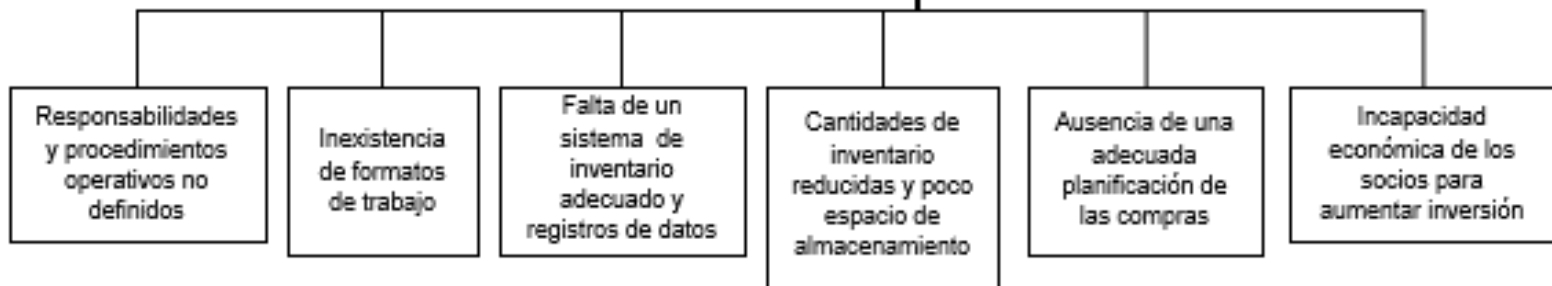 Responsabilidades
y procedimientos
operativos no
definidos
Inexistencia
de formatos
de trabajo
Falta de un
sistema de
inventario
adecuado y
registros de datos
Cantidades de
inventario
reducidas y poco
espacio de
almacenamiento
Ausencia de una
adecuada
planificación de
las compras
Incapacidad
económica de los
socios para
aumentar inversión